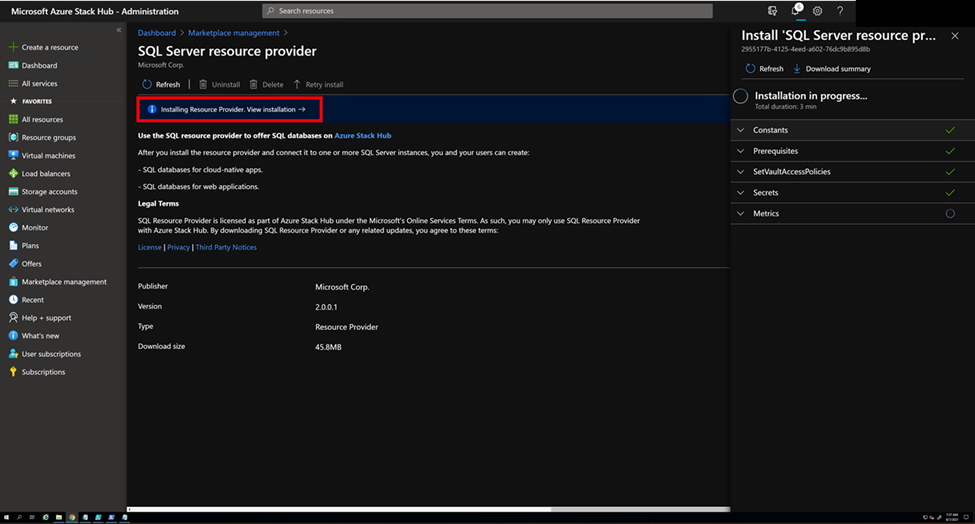 Microsoft Azure Stack Hub - Administration
Search resources
Create a resource
Dashboard
All services
FAVORITES
All resources
Resource groups
Virtual machines
Load balancers
Storage accounts
Virtual networks
Monitor
Plans
Offers
Marketplace management
Recent
Help + support
What's new
User subscriptions
Subscriptions
Dashboard > Marketplace management >
SQL Server resource provider
Microsoft Corp.
Refresh | Uninstall Delete Retry install
Installing Resource Provider. View installation →
Use the SQL resource provider to offer SQL databases on Azure Stack Hub
After you install the resource provider and connect it to one or more SQL Server instances, you and your users can create:
- SQL databases for cloud-native apps.
- SQL databases for web applications.
Legal Terms
SQL Resource Provider is licensed as part of Azure Stack Hub under the Microsoft's Online Services Terms. As such, you may only use SQL Resource Provider
with Azure Stack Hub. By downloading SQL Resource Provider or any related updates, you agree to these terms:
License | Privacy | Third Party Notices
Publisher Microsoft Corp.
Version 2.0.0.1
Type Resource Provider
Download size 45.8MB
Install 'SQL Server resource pr...
2955177b-4125-4eed-a602-76dc9b895d8b
Refresh Download summary
Installation in progress...
Total duration: 3 min
Constants
Prerequisites
SetVaultAccessPolicies
Secrets
Metrics